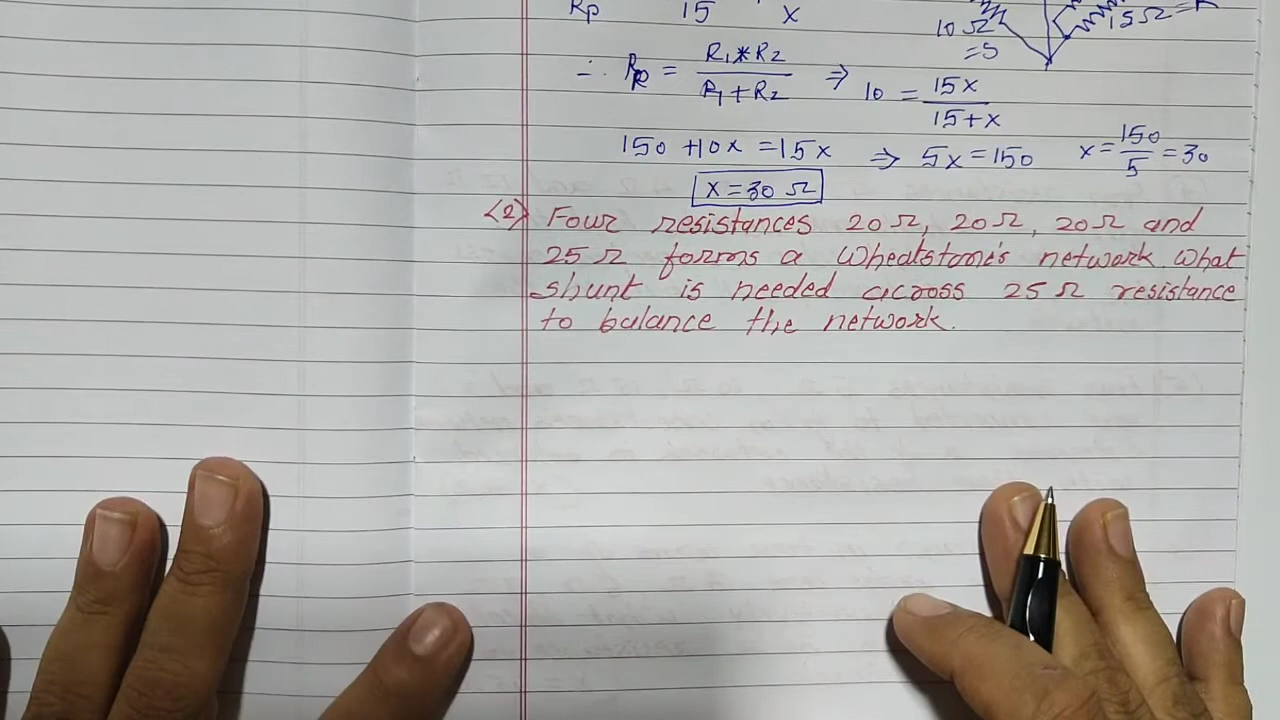 Rp 15 x
10 Ω 15 Ω =
= 5
∴ Rp = R1*R2 / R1+R2 ⇒ 10 = 15x / 15+x
150 +10x =15x ⇒ 5x =150 x = 150 / 5 = 30
x = 30 Ω
<2> Four resistances 20 Ω, 20 Ω, 20 Ω and
25 Ω forms a Wheatstone's network what
shunt is needed across 25 Ω resistance
to balance the network.